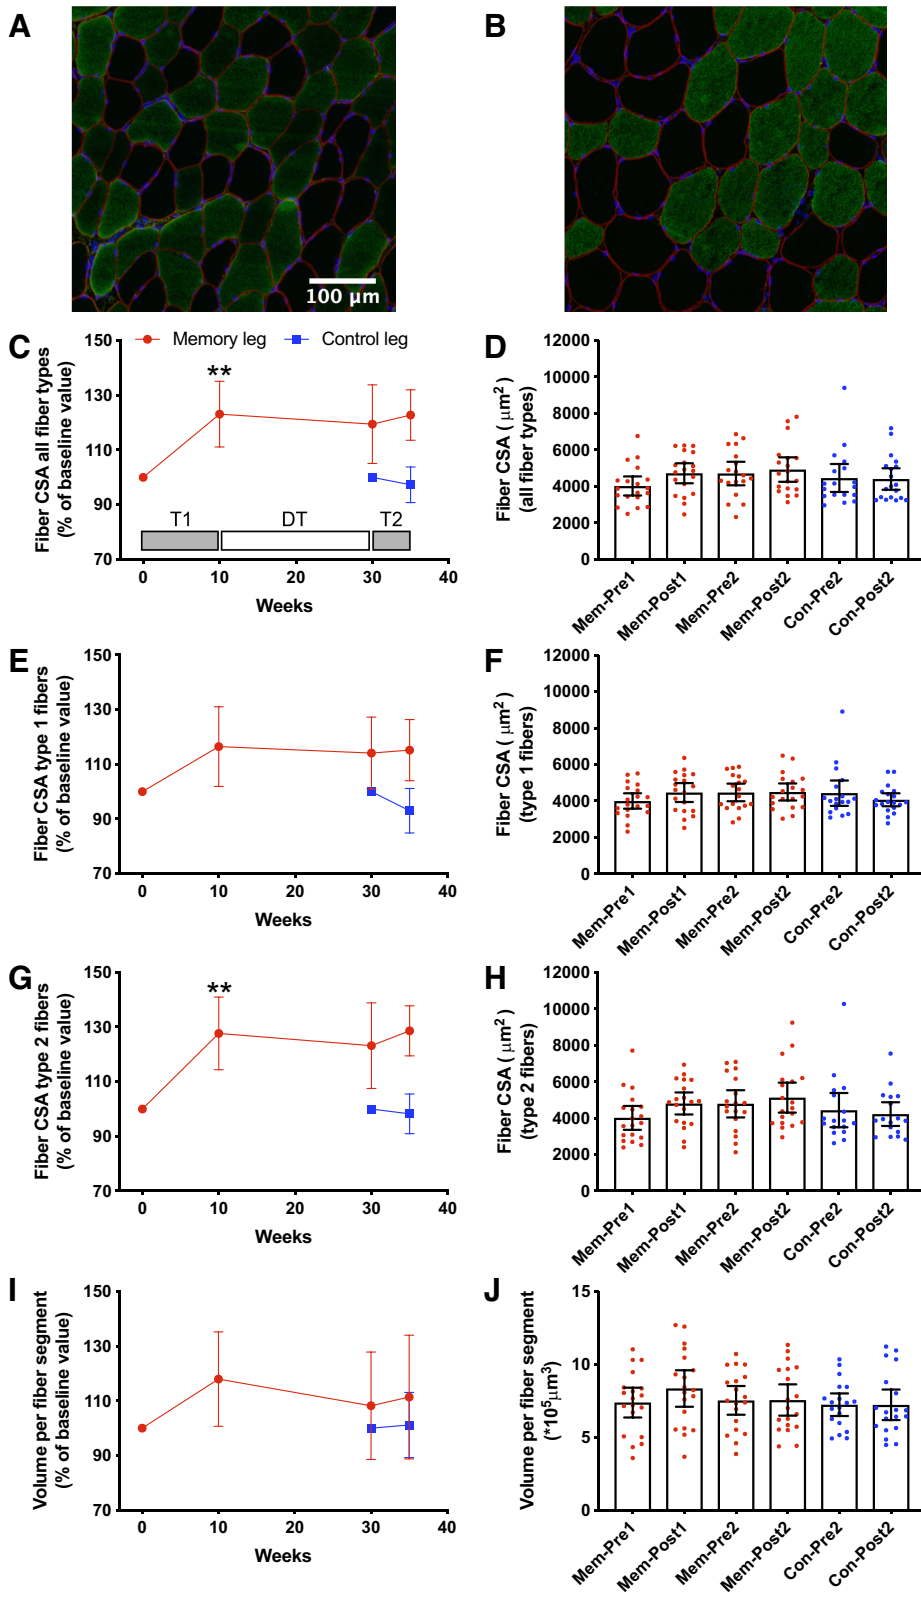 A
B
100 μm
C
Memory leg
Control leg
Fiber CSA all fiber types
(% of baseline value)
150
130
110
90
70
**
T1
DT
T2
0
10
20
30
40
Weeks
D
Fiber CSA ( μm²)
(all fiber types)
12000
10000
8000
6000
4000
2000
0
Mem-Pre1
Mem-Post1
Mem-Pre2
Mem-Post2
Con-Pre2
Con-Post2
E
Fiber CSA type 1 fibers
(% of baseline value)
150
130
110
90
70
0
10
20
30
40
Weeks
F
Fiber CSA ( μm²)
(type 1 fibers)
12000
10000
8000
6000
4000
2000
0
Mem-Pre1
Mem-Post1
Mem-Pre2
Mem-Post2
Con-Pre2
Con-Post2
G
Fiber CSA type 2 fibers
(% of baseline value)
150
130
110
90
70
**
0
10
20
30
40
Weeks
H
Fiber CSA ( μm²)
(type 2 fibers)
12000
10000
8000
6000
4000
2000
0
Mem-Pre1
Mem-Post1
Mem-Pre2
Mem-Post2
Con-Pre2
Con-Post2
I
Volume per fiber segment
(% of baseline value)
150
130
110
90
70
0
10
20
30
40
Weeks
J
Volume per fiber segment
(*10⁵μm³)
15
10
5
0
Mem-Pre1
Mem-Post1
Mem-Pre2
Mem-Post2
Con-Pre2
Con-Post2